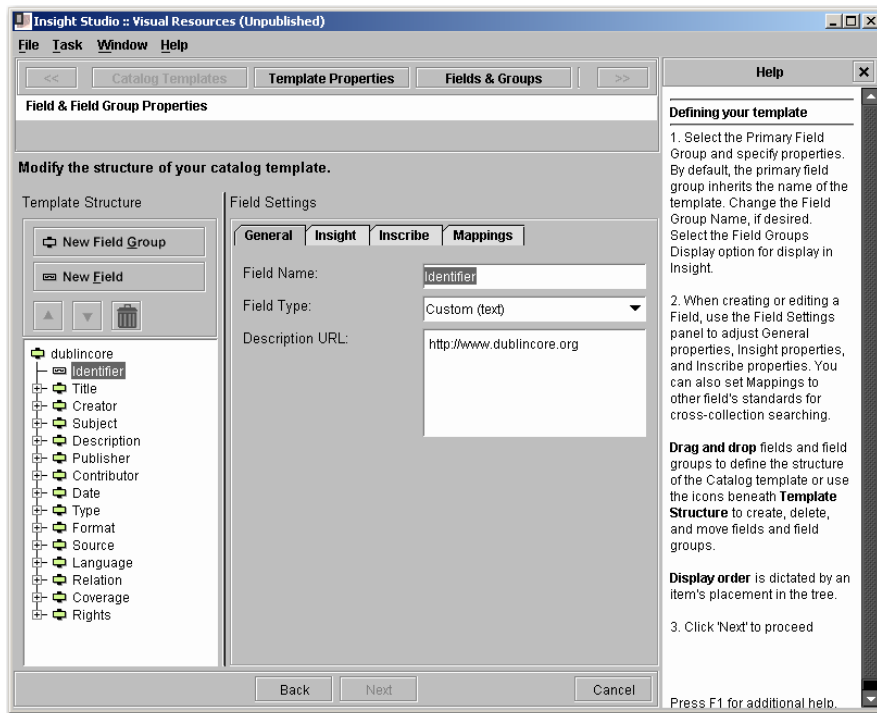 Insight Studio :: Visual Resources (Unpublished)
File Task Window Help
<< Catalog Templates Template Properties Fields & Groups >>
Field & Field Group Properties
Modify the structure of your catalog template.
Template Structure
New Field Group
New Field
dublincore
Identifier
Title
Creator
Subject
Description
Publisher
Contributor
Date
Type
Format
Source
Language
Relation
Coverage
Rights
Field Settings
General Insight Inscribe Mappings
Field Name: Identifier
Field Type: Custom (text)
Description URL: http://www.dublincore.org
Back Next Cancel
Help
Defining your template
1. Select the Primary Field
Group and specify properties.
By default, the primary field
group inherits the name of the
template. Change the Field
Group Name, if desired.
Select the Field Groups
Display option for display in
Insight.
2. When creating or editing a
Field, use the Field Settings
panel to adjust General
properties, Insight properties,
and Inscribe properties. You
can also set Mappings to
other field's standards for
cross-collection searching.
Drag and drop fields and field
groups to define the structure
of the Catalog template or use
the icons beneath Template
Structure to create, delete,
and move fields and field
groups.
Display order is dictated by an
item's placement in the tree.
3. Click 'Next' to proceed
Press F1 for additional help.